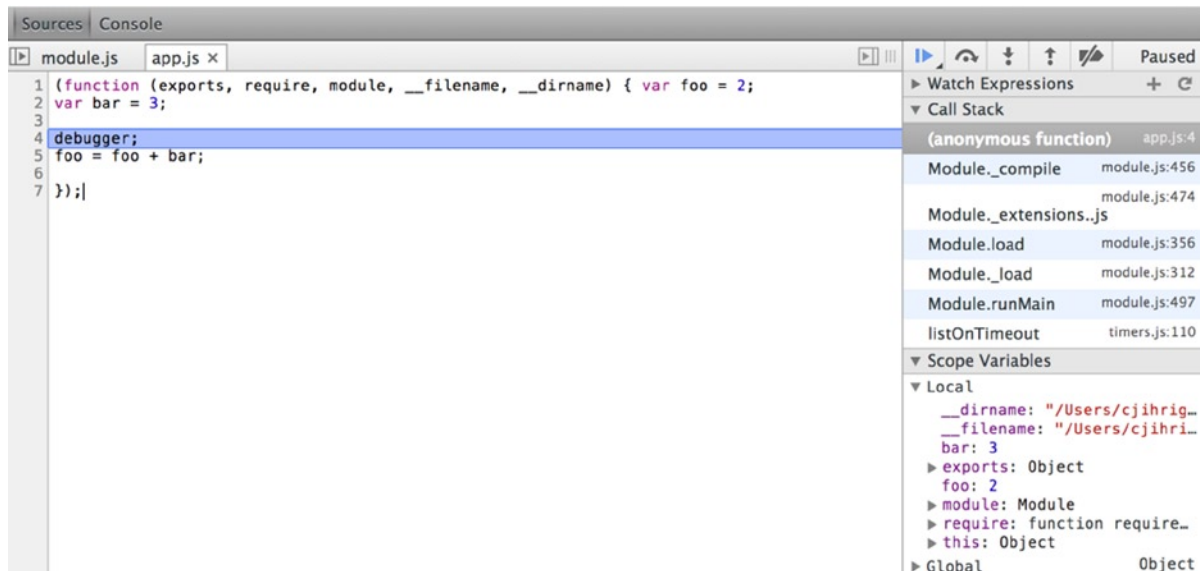 Sources Console
module.js app.js ×
1 (function (exports, require, module, __filename, __dirname) { var foo = 2;
2 var bar = 3;
3
4 debugger;
5 foo = foo + bar;
6
7 });
Paused
Watch Expressions
Call Stack
(anonymous function) app.js:4
Module._compile module.js:456
module.js:474
Module._extensions..js
Module.load module.js:356
Module._load module.js:312
Module.runMain module.js:497
listOnTimeout timers.js:110
Scope Variables
Local
__dirname: "/Users/cjihrig…
__filename: "/Users/cjihri…
bar: 3
exports: Object
foo: 2
module: Module
require: function require…
this: Object
Global Object